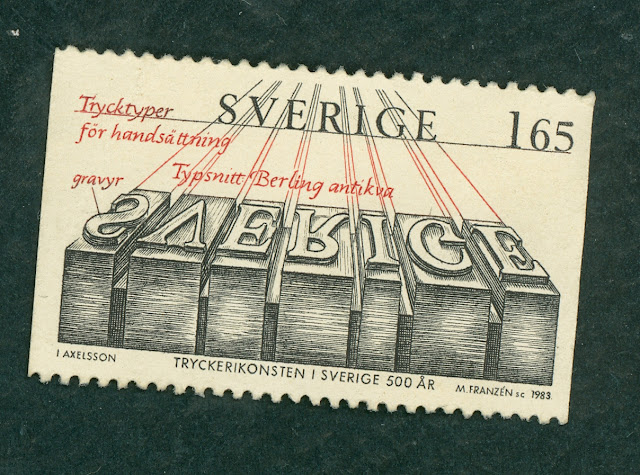 Trycktyper SVERIGE 165
för handsättning
Typsnitt Berling antikva
gravyr
SVERIGE
I AXELSSON TRYCKERIKONSTEN I SVERIGE 500 ÅR M. FRANZÉN sc 1983